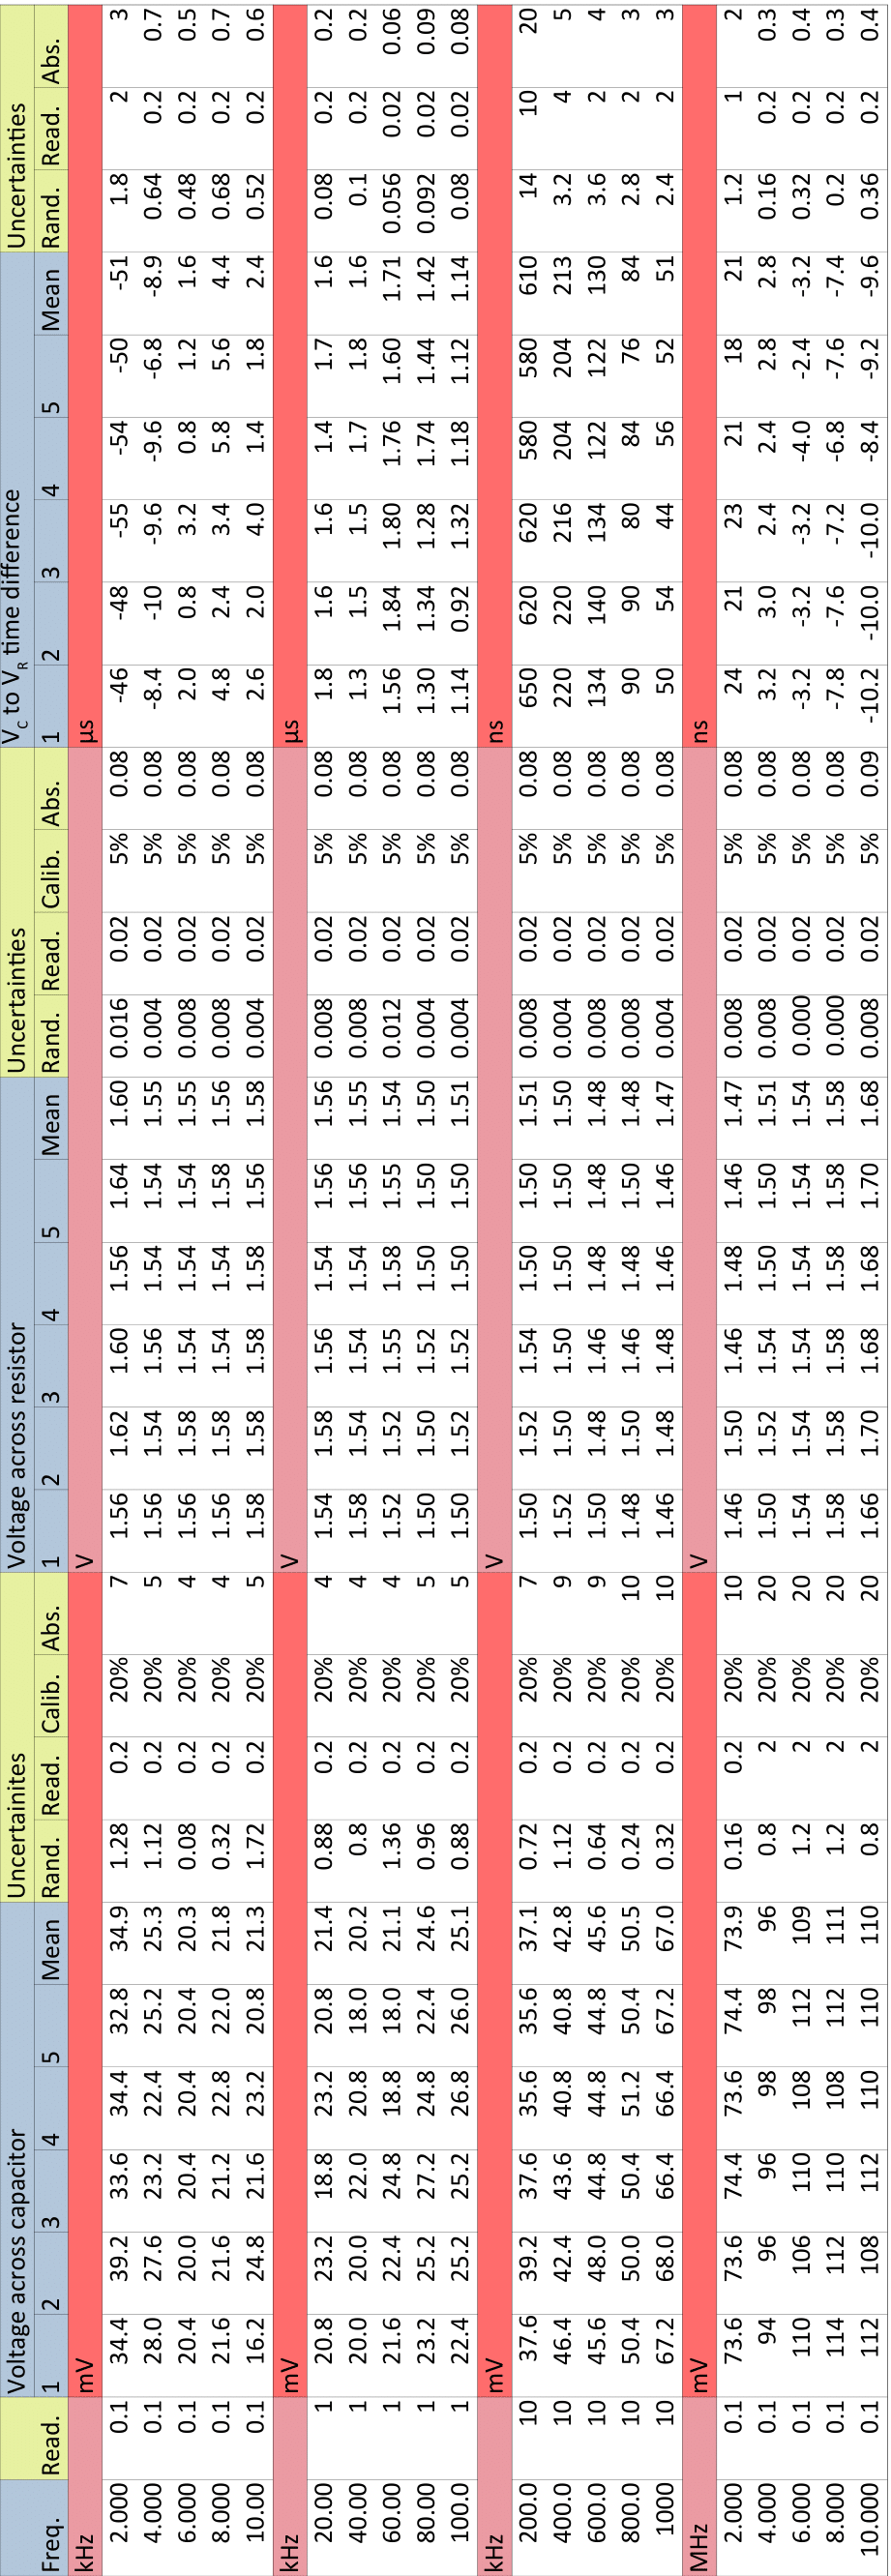 Freq. Read. Voltage across capacitor Uncertainites Voltage across resistor Uncertainties V_C to V_R time difference Uncertainties
1 2 3 4 5 Mean Rand. Read. Calib. Abs. 1 2 3 4 5 Mean Rand. Read. Calib. Abs. 1 2 3 4 5 Mean Rand. Read. Abs.
kHz mV V µs
2.000 0.1 34.4 39.2 33.6 34.4 32.8 34.9 1.28 0.2 20% 7 1.56 1.62 1.60 1.56 1.64 1.60 0.016 0.02 5% 0.08 -46 -48 -55 -54 -50 -51 1.8 2 3
4.000 0.1 28.0 27.6 23.2 22.4 25.2 25.3 1.12 0.2 20% 5 1.56 1.54 1.56 1.54 1.54 1.55 0.004 0.02 5% 0.08 -8.4 -10 -9.6 -9.6 -6.8 -8.9 0.64 0.2 0.7
6.000 0.1 20.4 20.0 20.4 20.4 20.4 20.3 0.08 0.2 20% 4 1.56 1.58 1.54 1.54 1.54 1.55 0.008 0.02 5% 0.08 2.0 0.8 3.2 0.8 1.2 1.6 0.48 0.2 0.5
8.000 0.1 21.6 21.6 21.2 22.8 22.0 21.8 0.32 0.2 20% 4 1.56 1.58 1.54 1.54 1.58 1.56 0.008 0.02 5% 0.08 4.8 2.4 3.4 5.8 5.6 4.4 0.68 0.2 0.7
10.00 0.1 16.2 24.8 21.6 23.2 20.8 21.3 1.72 0.2 20% 5 1.58 1.58 1.58 1.58 1.56 1.58 0.004 0.02 5% 0.08 2.6 2.0 4.0 1.4 1.8 2.4 0.52 0.2 0.6
kHz mV V µs
20.00 1 20.8 23.2 18.8 23.2 20.8 21.4 0.88 0.2 20% 4 1.54 1.58 1.56 1.54 1.56 1.56 0.008 0.02 5% 0.08 1.8 1.6 1.6 1.4 1.7 1.6 0.08 0.2 0.2
40.00 1 20.0 20.0 22.0 20.8 18.0 20.2 0.8 0.2 20% 4 1.58 1.54 1.54 1.54 1.56 1.55 0.008 0.02 5% 0.08 1.3 1.5 1.5 1.7 1.8 1.6 0.1 0.2 0.2
60.00 1 21.6 22.4 24.8 18.8 18.0 21.1 1.36 0.2 20% 4 1.52 1.52 1.55 1.58 1.55 1.54 0.012 0.02 5% 0.08 1.56 1.84 1.80 1.76 1.60 1.71 0.056 0.02 0.06
80.00 1 23.2 25.2 27.2 24.8 22.4 24.6 0.96 0.2 20% 5 1.50 1.50 1.52 1.50 1.50 1.50 0.004 0.02 5% 0.08 1.30 1.34 1.28 1.74 1.44 1.42 0.092 0.02 0.09
100.0 1 22.4 25.2 25.2 26.8 26.0 25.1 0.88 0.2 20% 5 1.50 1.52 1.52 1.50 1.50 1.51 0.004 0.02 5% 0.08 1.14 0.92 1.32 1.18 1.12 1.14 0.08 0.02 0.08
kHz mV V ns
200.0 10 37.6 39.2 37.6 35.6 35.6 37.1 0.72 0.2 20% 7 1.50 1.52 1.54 1.50 1.50 1.51 0.008 0.02 5% 0.08 650 620 620 580 580 610 14 10 20
400.0 10 46.4 42.4 43.6 40.8 40.8 42.8 1.12 0.2 20% 9 1.52 1.50 1.50 1.50 1.50 1.50 0.004 0.02 5% 0.08 220 220 216 204 204 213 3.2 4 5
600.0 10 45.6 48.0 44.8 44.8 44.8 45.6 0.64 0.2 20% 9 1.50 1.48 1.46 1.48 1.48 1.48 0.008 0.02 5% 0.08 134 140 134 122 122 130 3.6 2 4
800.0 10 50.4 50.0 50.4 51.2 50.4 50.5 0.24 0.2 20% 10 1.48 1.50 1.46 1.48 1.50 1.48 0.008 0.02 5% 0.08 90 90 80 84 76 84 2.8 2 3
1000 10 67.2 68.0 66.4 66.4 67.2 67.0 0.32 0.2 20% 10 1.46 1.48 1.48 1.46 1.46 1.47 0.004 0.02 5% 0.08 50 54 44 56 52 51 2.4 2 3
MHz mV V ns
2.000 0.1 73.6 73.6 74.4 73.6 74.4 73.9 0.16 0.2 20% 10 1.46 1.50 1.46 1.48 1.46 1.47 0.008 0.02 5% 0.08 24 21 23 21 18 21 1.2 1 2
4.000 0.1 94 96 96 98 98 96 0.8 2 20% 20 1.50 1.52 1.54 1.50 1.50 1.51 0.008 0.02 5% 0.08 3.2 3.0 2.4 2.4 2.8 2.8 0.16 0.2 0.3
6.000 0.1 110 106 110 108 112 109 1.2 2 20% 20 1.54 1.54 1.54 1.54 1.54 1.54 0.000 0.02 5% 0.08 -3.2 -3.2 -3.2 -4.0 -2.4 -3.2 0.32 0.2 0.4
8.000 0.1 114 112 110 108 112 111 1.2 2 20% 20 1.58 1.58 1.58 1.58 1.58 1.58 0.000 0.02 5% 0.08 -7.8 -7.6 -7.2 -6.8 -7.6 -7.4 0.2 0.2 0.3
10.000 0.1 112 108 112 110 110 110 0.8 2 20% 20 1.66 1.70 1.68 1.68 1.70 1.68 0.008 0.02 5% 0.09 -10.2 -10.0 -10.0 -8.4 -9.2 -9.6 0.36 0.2 0.4